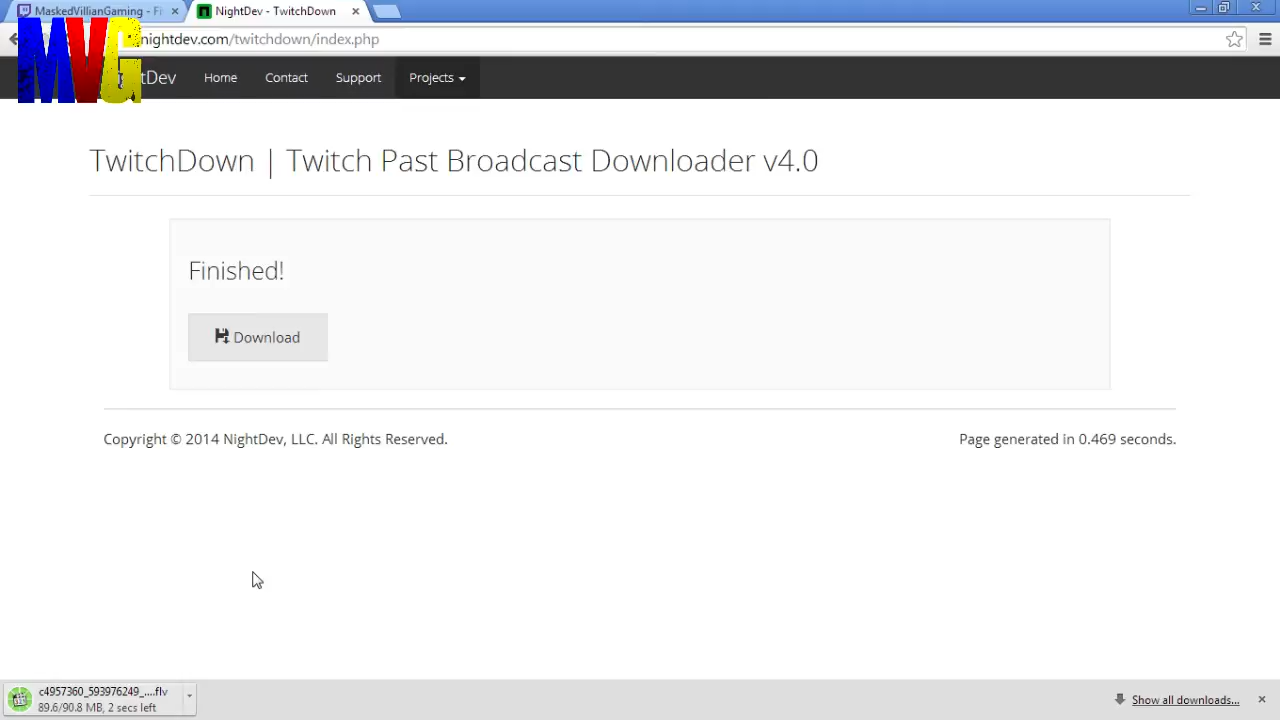 MaskedVillianGaming - Fi
NightDev - TwitchDown
nightdev.com/twitchdown/index.php
MVG
tDev
Home
Contact
Support
Projects
TwitchDown | Twitch Past Broadcast Downloader v4.0
Finished!
Download
Copyright © 2014 NightDev, LLC. All Rights Reserved.
Page generated in 0.469 seconds.
c4957360_593976249_....flv
89.6/90.8 MB, 2 secs left
Show all downloads...